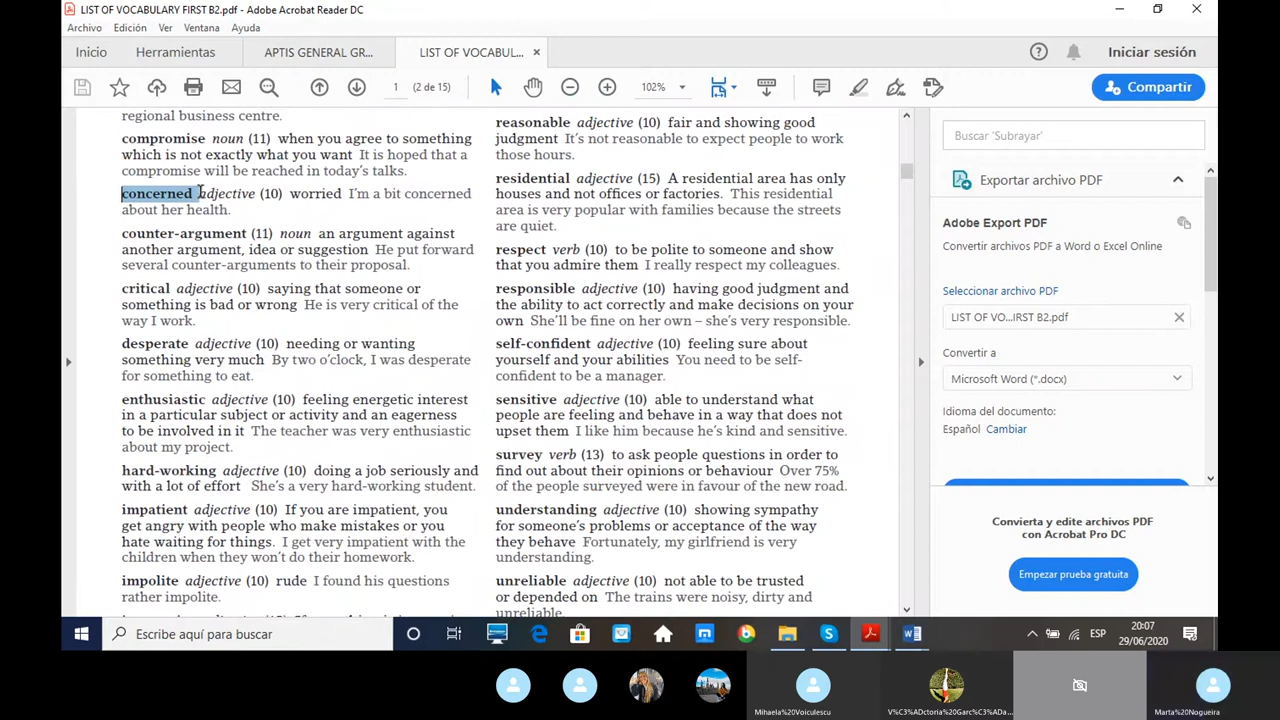 LIST OF VOCABULARY FIRST B2.pdf - Adobe Acrobat Reader DC
Archivo Edición Ver Ventana Ayuda
Inicio Herramientas APTIS GENERAL GR... LIST OF VOCABUL...
Iniciar sesión
1 (2 de 15) 102%
Compartir
regional business centre.
compromise noun (11) when you agree to something
which is not exactly what you want It is hoped that a
compromise will be reached in today's talks.
concerned adjective (10) worried I'm a bit concerned
about her health.
counter-argument (11) noun an argument against
another argument, idea or suggestion He put forward
several counter-arguments to their proposal.
critical adjective (10) saying that someone or
something is bad or wrong He is very critical of the
way I work.
desperate adjective (10) needing or wanting
something very much By two o'clock, I was desperate
for something to eat.
enthusiastic adjective (10) feeling energetic interest
in a particular subject or activity and an eagerness
to be involved in it The teacher was very enthusiastic
about my project.
hard-working adjective (10) doing a job seriously and
with a lot of effort She's a very hard-working student.
impatient adjective (10) If you are impatient, you
get angry with people who make mistakes or you
hate waiting for things. I get very impatient with the
children when they won't do their homework.
impolite adjective (10) rude I found his questions
rather impolite.
reasonable adjective (10) fair and showing good
judgment It's not reasonable to expect people to work
those hours.
residential adjective (15) A residential area has only
houses and not offices or factories. This residential
area is very popular with families because the streets
are quiet.
respect verb (10) to be polite to someone and show
that you admire them I really respect my colleagues.
responsible adjective (10) having good judgment and
the ability to act correctly and make decisions on your
own She'll be fine on her own – she's very responsible.
self-confident adjective (10) feeling sure about
yourself and your abilities You need to be self-
confident to be a manager.
sensitive adjective (10) able to understand what
people are feeling and behave in a way that does not
upset them I like him because he's kind and sensitive.
survey verb (13) to ask people questions in order to
find out about their opinions or behaviour Over 75%
of the people surveyed were in favour of the new road.
understanding adjective (10) showing sympathy
for someone's problems or acceptance of the way
they behave Fortunately, my girlfriend is very
understanding.
unreliable adjective (10) not able to be trusted
or depended on The trains were noisy, dirty and
unreliable.
Buscar 'Subrayar'
Exportar archivo PDF
Adobe Export PDF
Convertir archivos PDF a Word o Excel Online
Seleccionar archivo PDF
LIST OF VO...IRST B2.pdf
Convertir a
Microsoft Word (*.docx)
Idioma del documento:
Español Cambiar
Convierta y edite archivos PDF
con Acrobat Pro DC
Empezar prueba gratuita
Escribe aquí para buscar
ESP
20:07
29/06/2020
Mihaela%20Voiculescu
V%C3%ADctoria%20Garc%C3%ADa...
Marta%20Nogueira